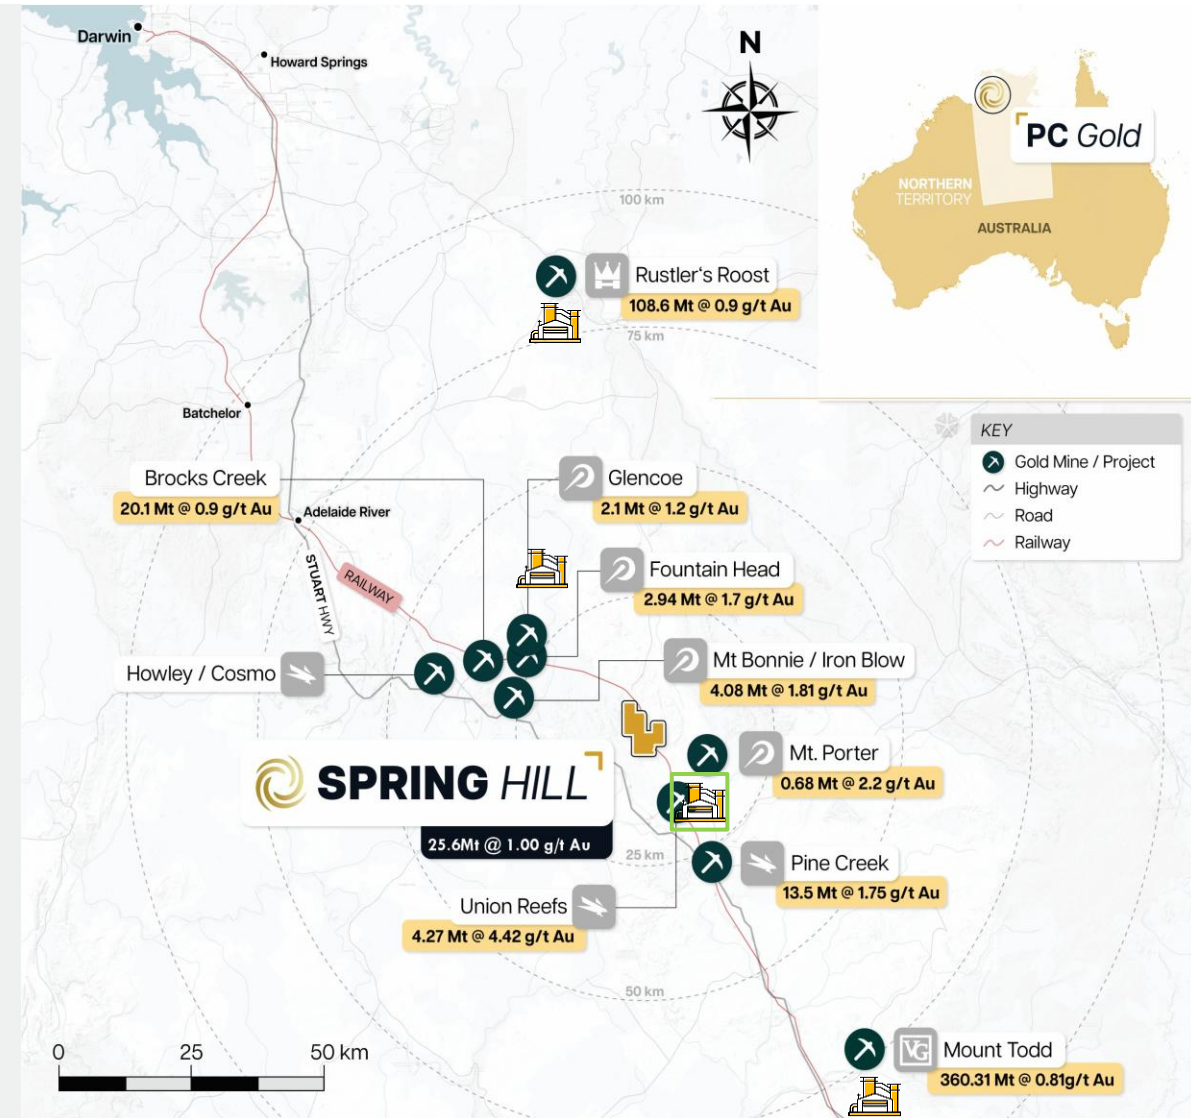 Darwin
Howard Springs
N
PC Gold
NORTHERN
TERRITORY
AUSTRALIA
100 km
Rustler's Roost
108.6 Mt @ 0.9 g/t Au
75 km
Batchelor
KEY
Gold Mine / Project
Highway
Road
Railway
Brocks Creek
20.1 Mt @ 0.9 g/t Au
Glencoe
2.1 Mt @ 1.2 g/t Au
Adelaide River
STUART HWY
RAILWAY
Fountain Head
2.94 Mt @ 1.7 g/t Au
Howley / Cosmo
Mt Bonnie / Iron Blow
4.08 Mt @ 1.81 g/t Au
SPRING HILL
25.6Mt @ 1.00 g/t Au
Mt. Porter
0.68 Mt @ 2.2 g/t Au
25 km
Pine Creek
13.5 Mt @ 1.75 g/t Au
Union Reefs
4.27 Mt @ 4.42 g/t Au
50 km
0 25 50 km
VG
Mount Todd
360.31 Mt @ 0.81g/t Au